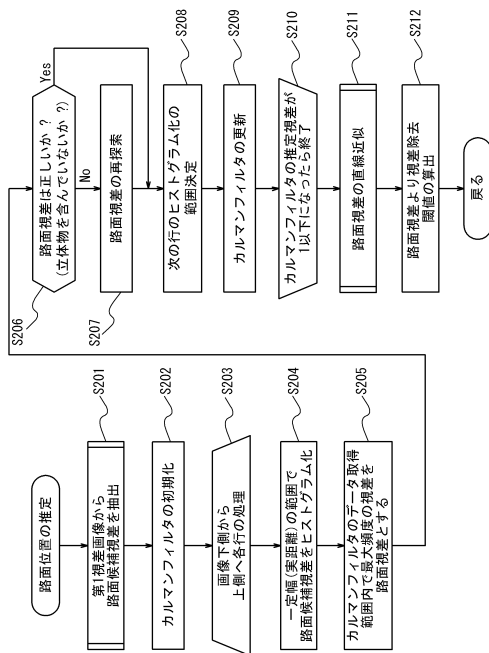 路面位置の推定
S201
第1視差画像から
路面候補視差を抽出
S202
カルマンフィルタの初期化
S203
画像下側から
上側へ各行の処理
S204
一定幅(実距離)の範囲で
路面候補視差をヒストグラム化
S205
カルマンフィルタのデータ取得
範囲内で最大頻度の視差を
路面視差とする
S206
路面視差は正しいか?
(立体物を含んでいないか?)
Yes
No
S207
路面視差の再探索
S208
次の行のヒストグラム化の
範囲決定
S209
カルマンフィルタの更新
S210
カルマンフィルタの推定視差が
1以下になったら終了
S211
路面視差の直線近似
S212
路面視差より視差除去
閾値の算出
戻る